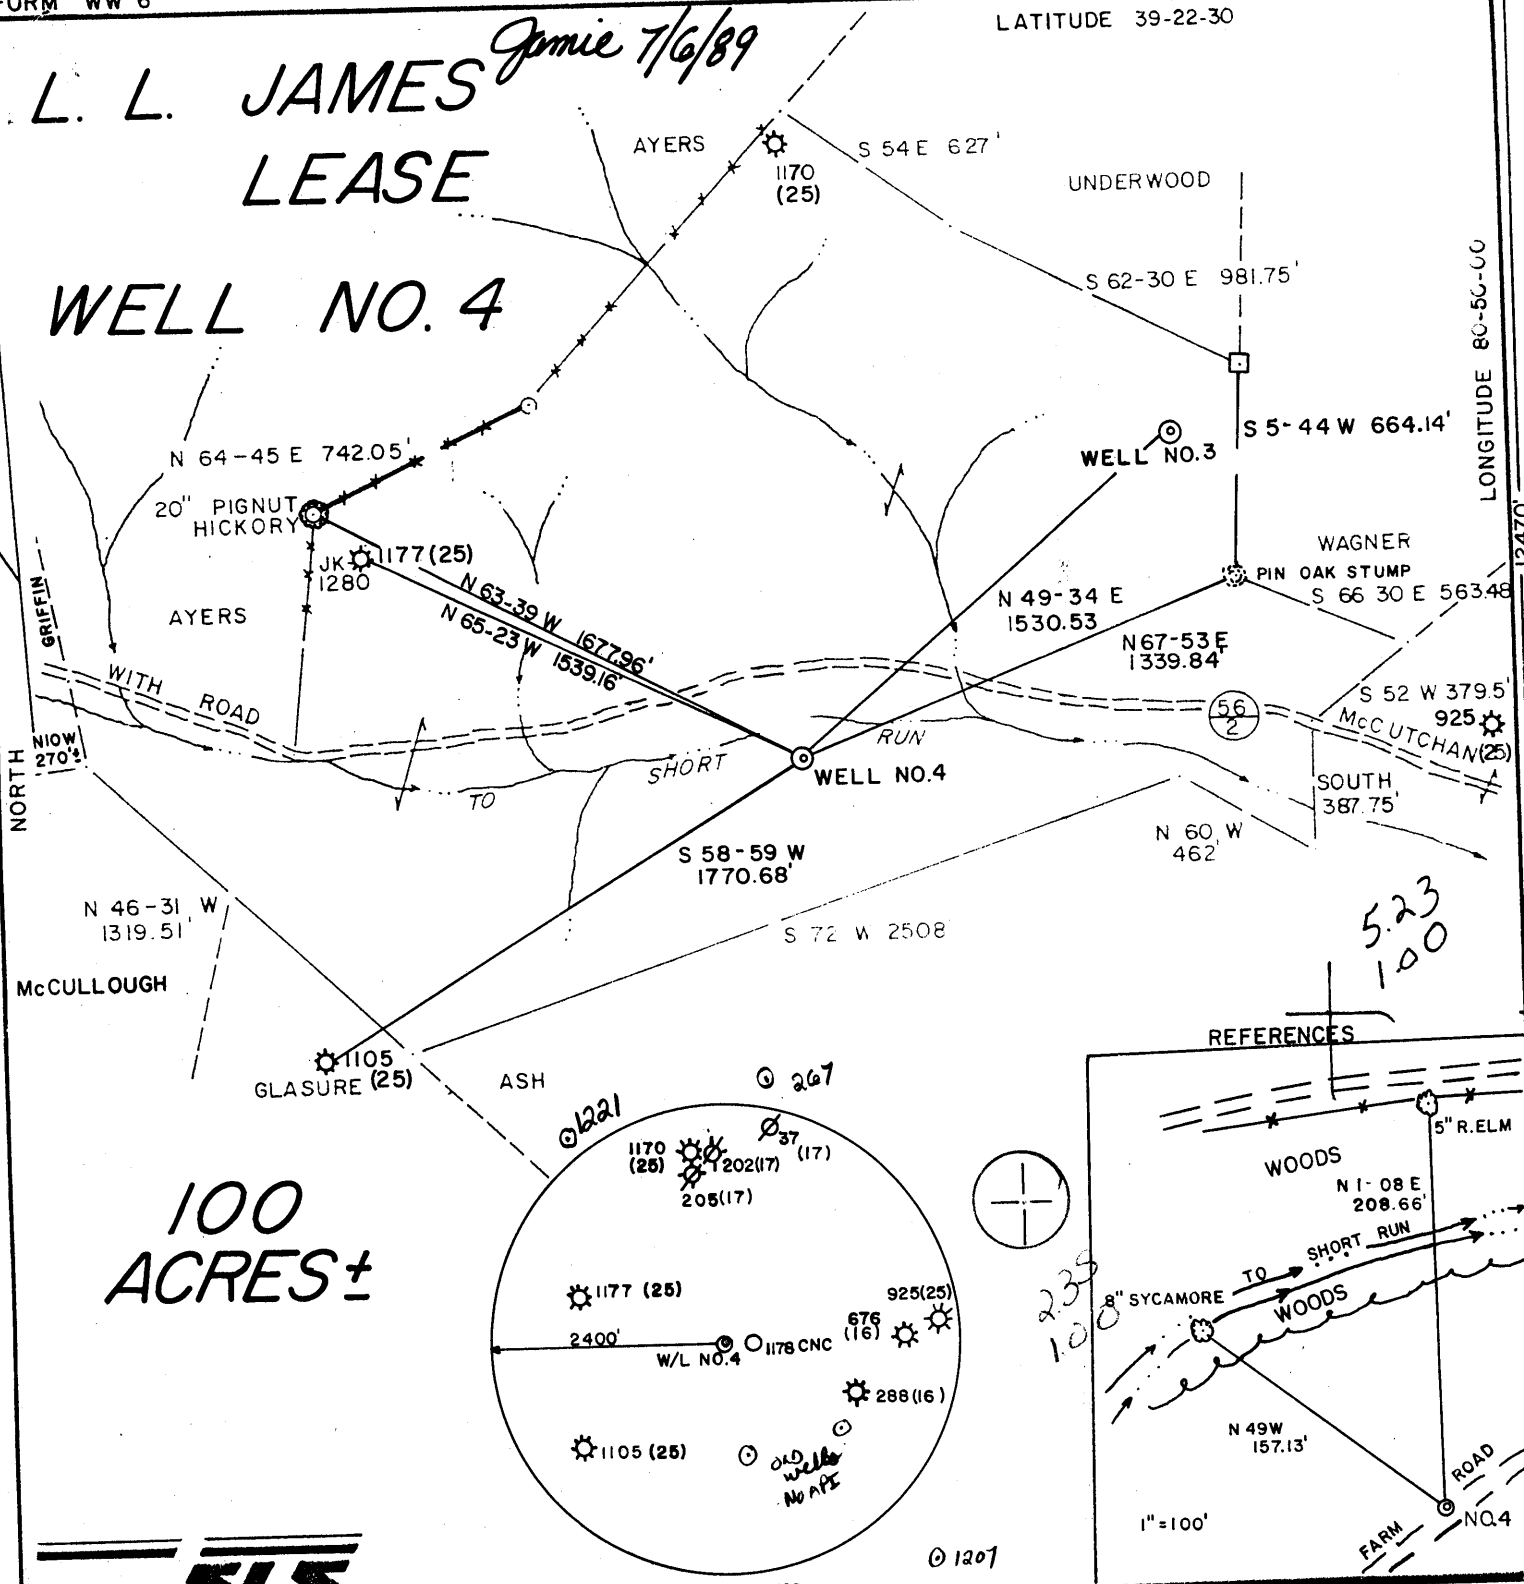 FORM WW 6
LATITUDE 39-22-30
Jamie 7/6/89
L. L. JAMES
LEASE
WELL NO. 4
AYERS
1170
(25)
S 54 E 627'
UNDERWOOD
S 62-30 E 981.75'
LONGITUDE 80-50-00
12470'
S 5-44 W 664.14'
WELL NO.3
N 64-45 E 742.05'
20" PIGNUT
HICKORY
JK
1280
1177 (25)
N 63-39 W 1677.96'
N 65-23 W 1539.16'
N 49-34 E
1530.53
WAGNER
PIN OAK STUMP
S 66 30 E 563.48
N 67-53 E
1339.84'
GRIFFIN
AYERS
WITH ROAD
S 52 W 379.5'
925
(25)
McCUTCHAN
56
2
NORTH
N10W
270'±
TO SHORT RUN
WELL NO.4
SOUTH
387.75'
N 60 W
462'
S 58-59 W
1770.68'
N 46-31 W
1319.51'
S 72 W 2508
5.23
1.00
McCULLOUGH
1105
(25)
GLASURE
ASH
267
1221
1170
(25)
202(17)
205(17)
37
(17)
100
ACRES±
1177 (25)
2400'
W/L NO.4
1178 CNC
676
(16)
925(25)
288(16)
1105 (25)
OLD
wells
No API
1207
2.35
1.00
REFERENCES
5" R.ELM
WOODS
N 1-08 E
208.66'
TO SHORT RUN
8" SYCAMORE
WOODS
N 49W
157.13'
1"=100'
FARM ROAD
NO.4
SLS